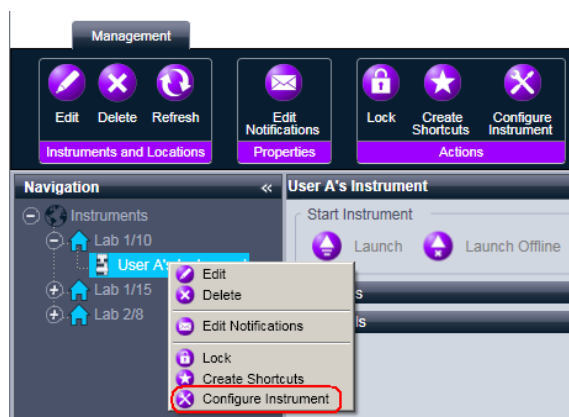 Management
Edit Delete Refresh Edit Notifications Lock Create Shortcuts Configure Instrument
Instruments and Locations Properties Actions
Navigation « User A's Instrument
Instruments
Start Instrument
Lab 1/10
Launch Launch Offline
User A's
Edit
Delete
Lab 1/15
Lab 2/8
Edit Notifications
Lock
Create Shortcuts
Configure Instrument